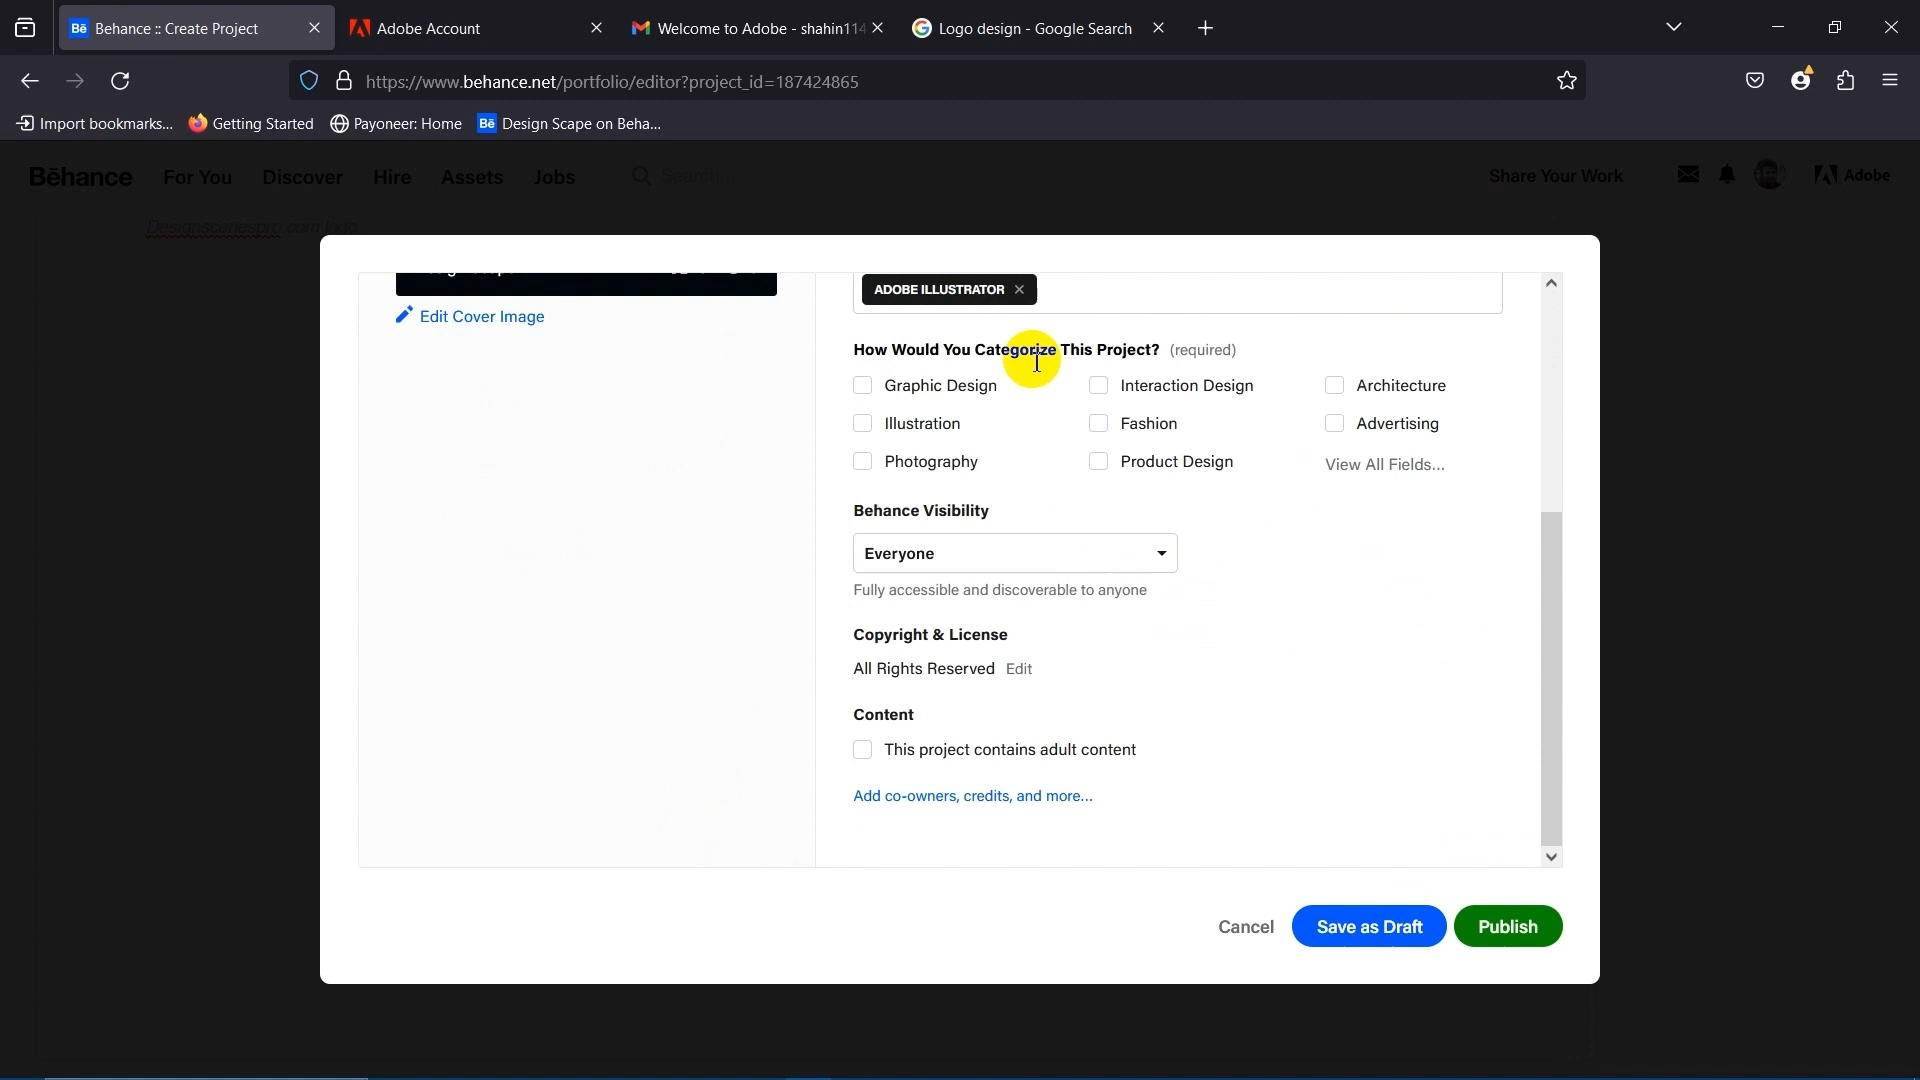 Bē Behance :: Create Project
Adobe Account
Welcome to Adobe - shahin114
Logo design - Google Search
https://www.behance.net/portfolio/editor?project_id=187424865
Import bookmarks...
Getting Started
Payoneer: Home
Bē Design Scape on Beha...
Bēhance
For You
Discover
Hire
Assets
Jobs
Share Your Work
Adobe
Edit Cover Image
ADOBE ILLUSTRATOR
How Would You Categorize This Project? (required)
Graphic Design
Interaction Design
Architecture
Illustration
Fashion
Advertising
Photography
Product Design
View All Fields...
Behance Visibility
Everyone
Fully accessible and discoverable to anyone
Copyright & License
All Rights Reserved Edit
Content
This project contains adult content
Add co-owners, credits, and more...
Cancel
Save as Draft
Publish